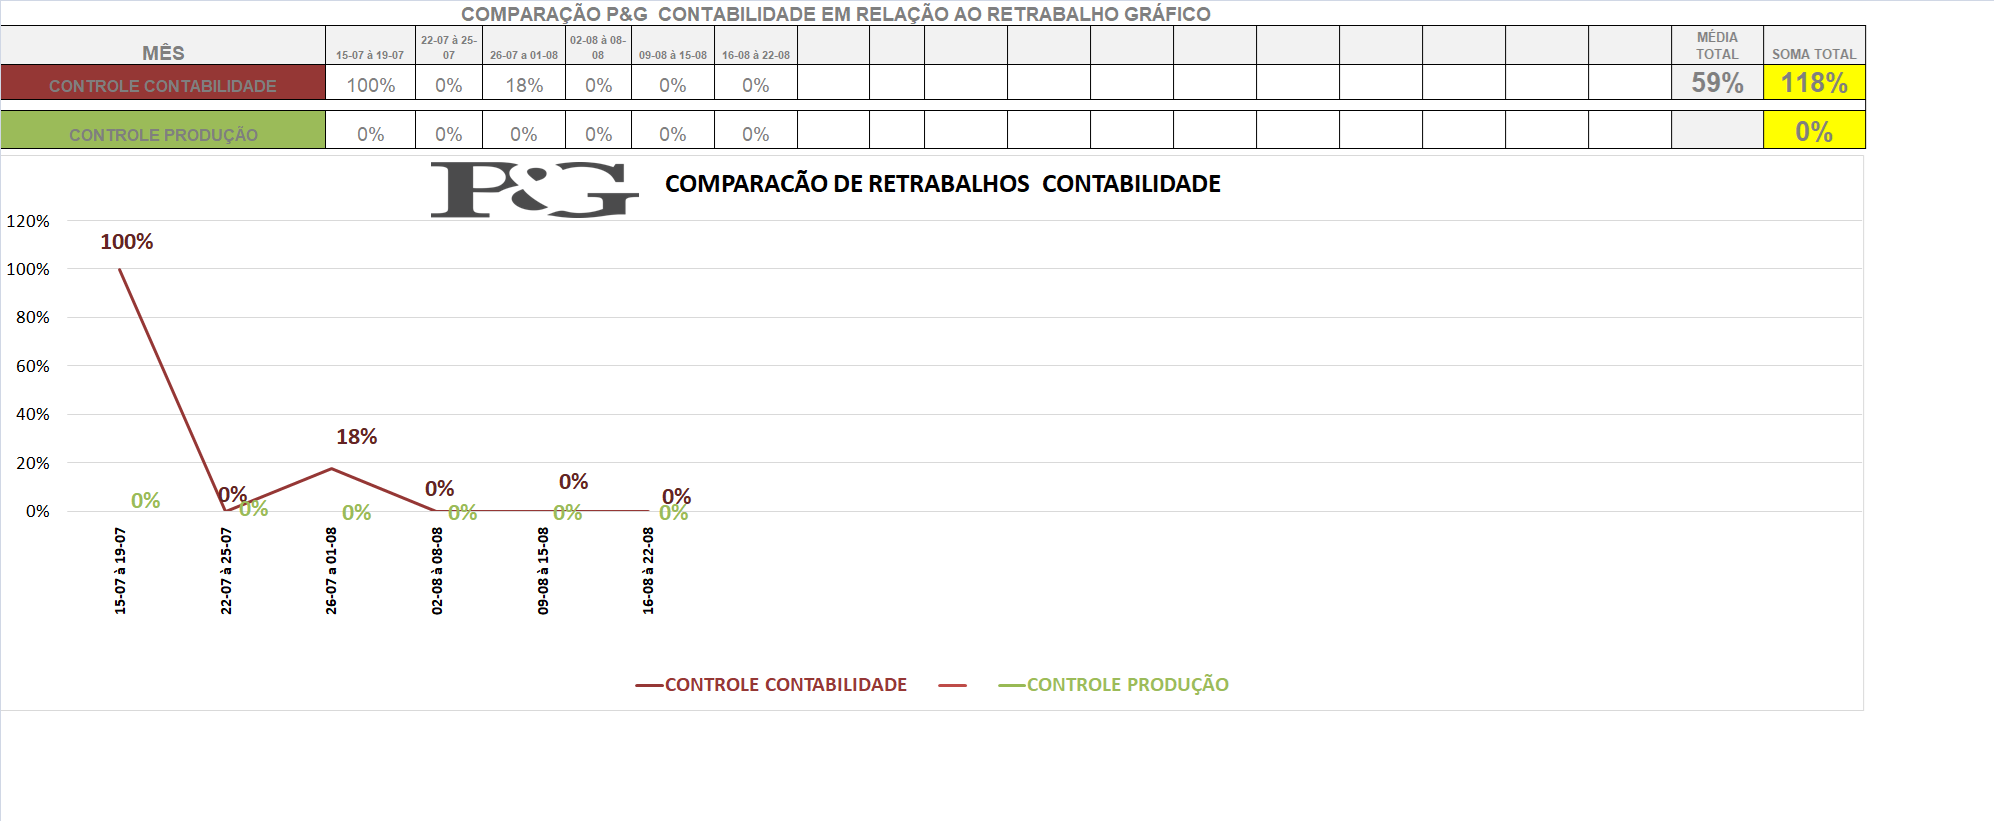 COMPARAÇÃO P&G  CONTABILIDADE EM RELAÇÃO AO RETRABALHO GRÁFICO
MÊS 15-07 à 19-07 22-07 à 25-07 26-07 a 01-08 02-08 à 08-08 09-08 à 15-08 16-08 à 22-08 MÉDIA TOTAL SOMA TOTAL
CONTROLE CONTABILIDADE 100% 0% 18% 0% 0% 0% 59% 118%
CONTROLE PRODUÇÃO 0% 0% 0% 0% 0% 0% 0%
P&G COMPARACÃO DE RETRABALHOS  CONTABILIDADE
120%
100%
100%
80%
60%
40%
18%
20%
0% 0% 0% 0%
0% 0% 0% 0% 0% 0%
0%
15-07 à 19-07
22-07 à 25-07
26-07 a 01-08
02-08 à 08-08
09-08 à 15-08
16-08 à 22-08
CONTROLE CONTABILIDADE CONTROLE PRODUÇÃO